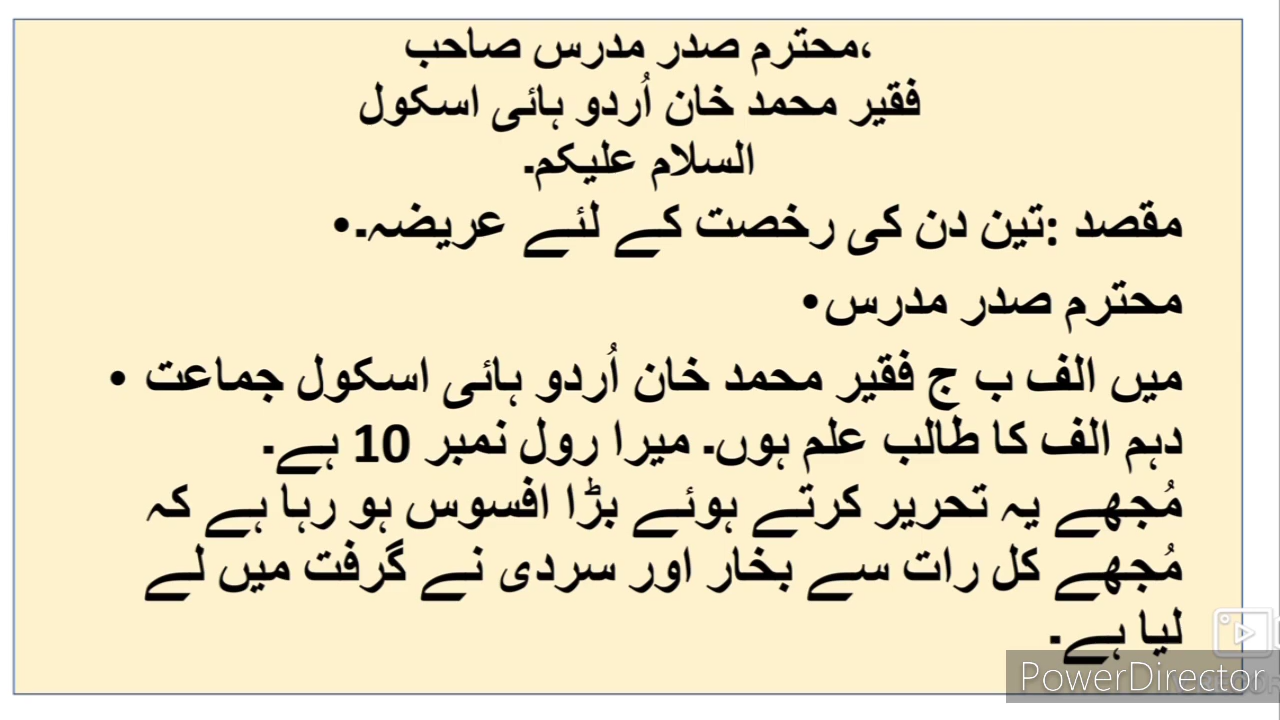 محترم صدر مدرس صاحب،
فقیر محمد خان اُردو ہائی اسکول
السلام علیکم۔
مقصد :تین دن کی رخصت کے لئے عریضہ۔•
محترم صدر مدرس•
میں الف ب ج فقیر محمد خان اُردو ہائی اسکول جماعت •
دہم الف کا طالب علم ہوں۔ میرا رول نمبر 10 ہے۔
مُجھے یہ تحریر کرتے ہوئے بڑا افسوس ہو رہا ہے کہ
مُجھے کل رات سے بخار اور سردی نے گرفت میں لے
لیا ہے۔
PowerDirector